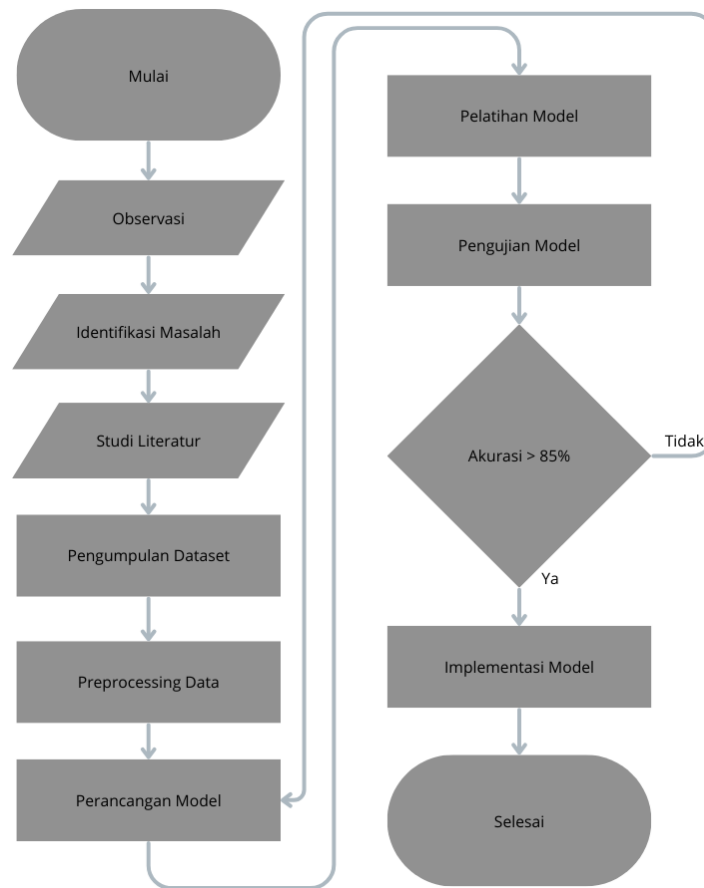 Mulai
Observasi
Identifikasi Masalah
Studi Literatur
Pengumpulan Dataset
Preprocessing Data
Perancangan Model
Pelatihan Model
Pengujian Model
Akurasi > 85%
Tidak
Ya
Implementasi Model
Selesai